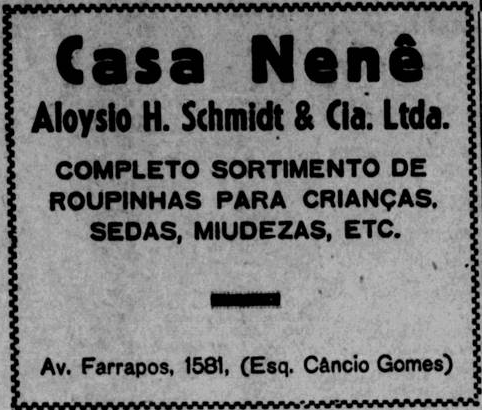 Casa Nenê
Aloysio H. Schmidt & Cia. Ltda.
COMPLETO SORTIMENTO DE
ROUPINHAS PARA CRIANÇAS,
SEDAS, MIUDEZAS, ETC.
Av. Farrapos, 1581, (Esq. Câncio Gomes)